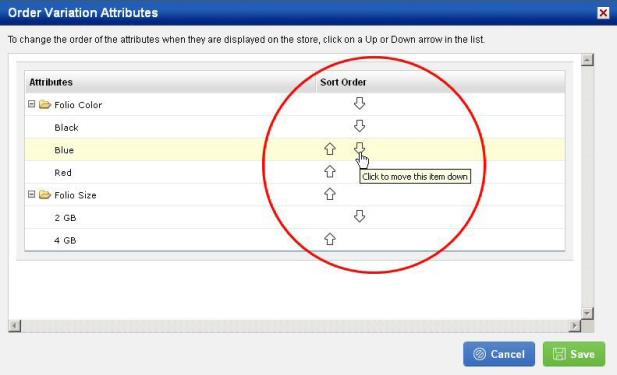 Order Variation Attributes
To change the order of the attributes when they are displayed on the store, click on a Up or Down arrow in the list.
Attributes Sort Order
Folio Color
Black
Blue
Red
Click to move this item down
Folio Size
2 GB
4 GB
Cancel Save